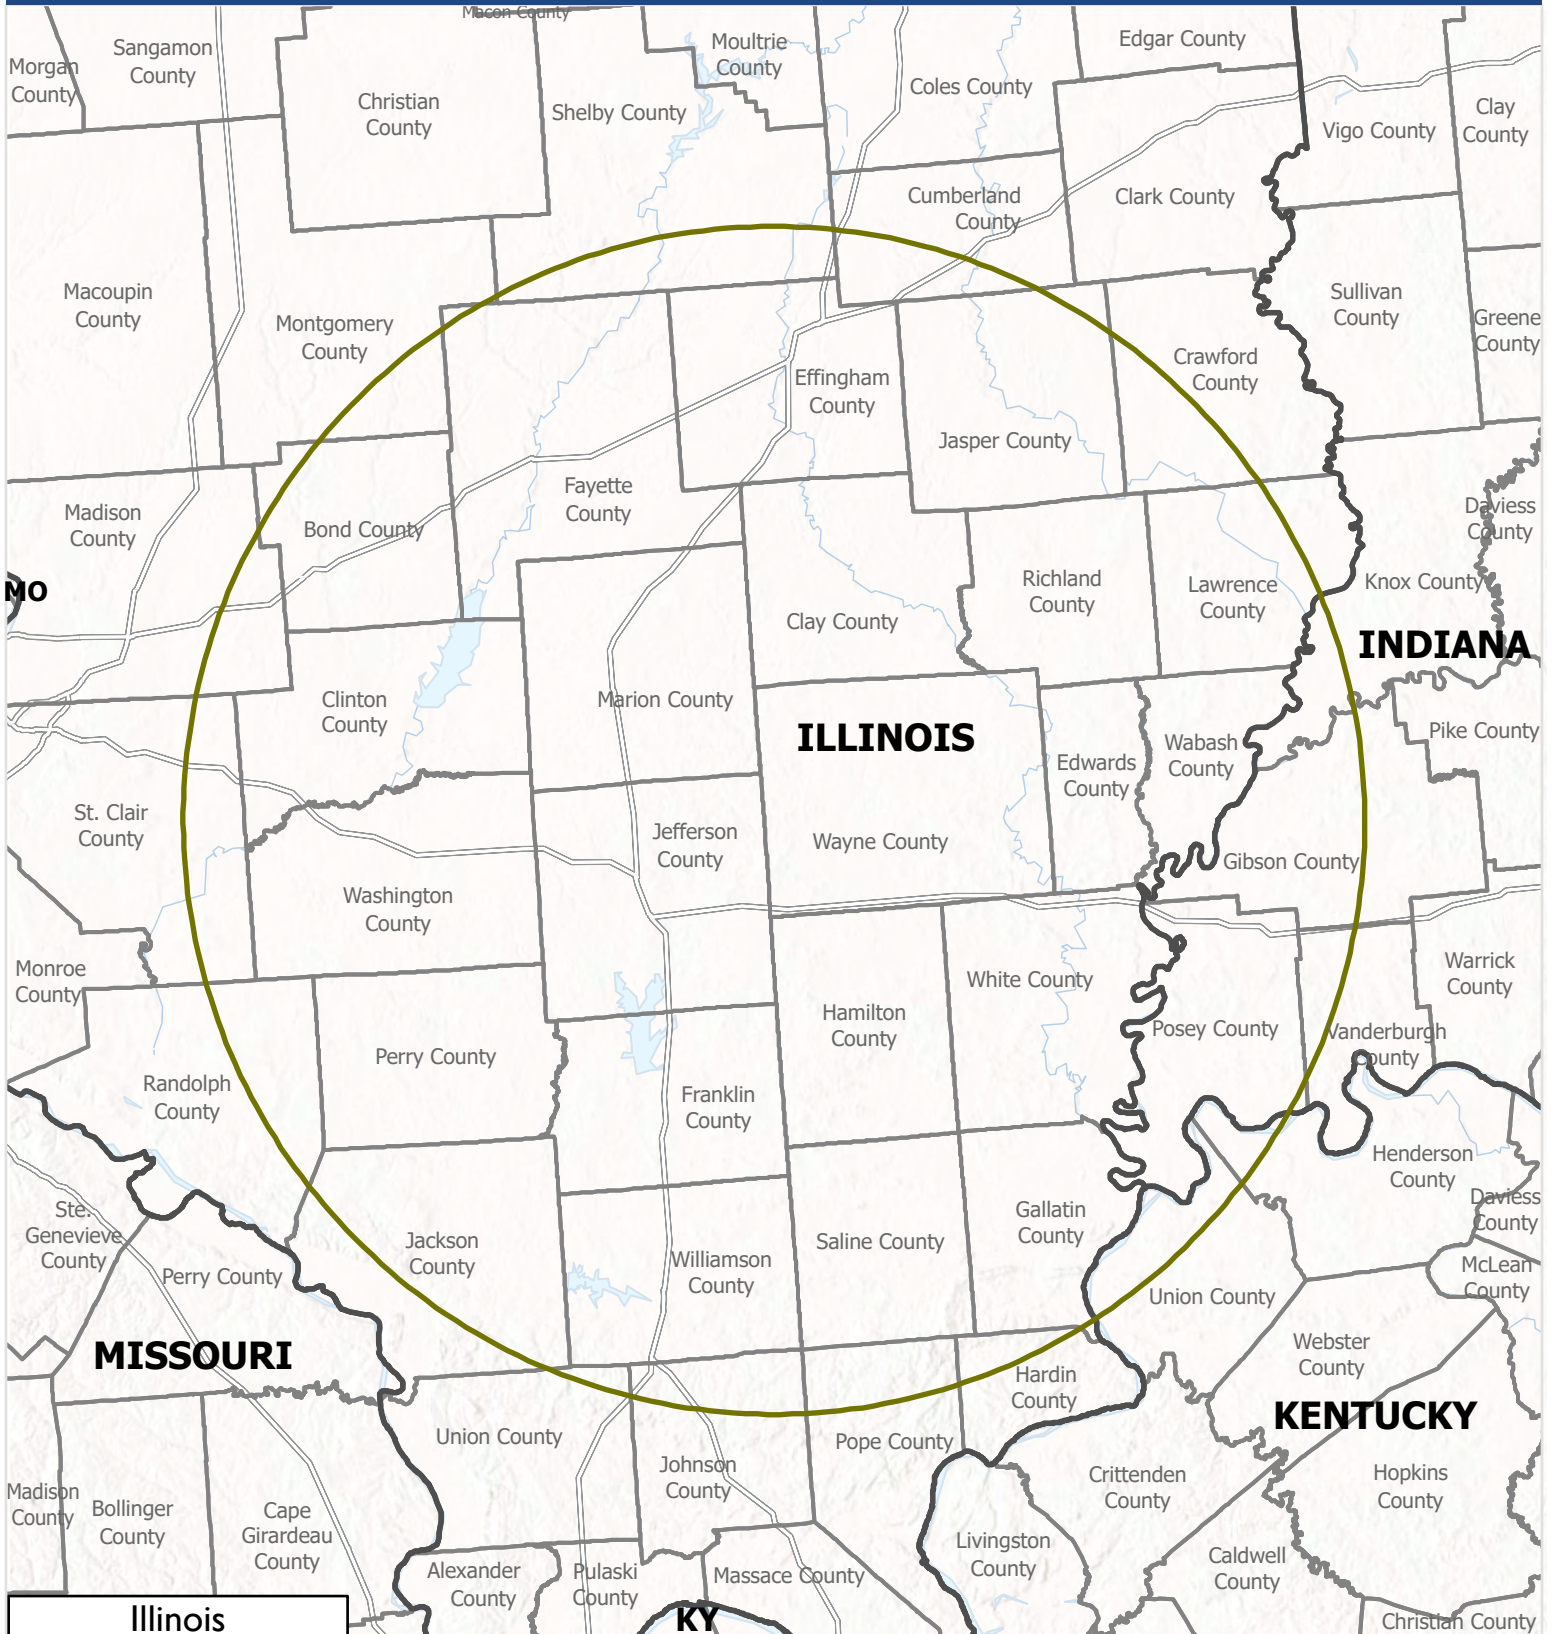 Macon County
Morgan
County
Sangamon
County
Christian
County
Shelby County
Moultrie
County
Coles County
Edgar County
Clark County
Cumberland
County
Vigo County
Clay
County
Macoupin
County
Montgomery
County
Effingham
County
Jasper County
Crawford
County
Sullivan
County
Greene
County
Madison
County
Bond County
Fayette
County
Clay County
Richland
County
Lawrence
County
Knox County
Daviess
County
MO
INDIANA
Clinton
County
Marion County
ILLINOIS
Edwards
County
Wabash
County
Pike County
St. Clair
County
Washington
County
Jefferson
County
Wayne County
Gibson County
Monroe
County
Randolph
County
Perry County
Franklin
County
Hamilton
County
White County
Posey County
Vanderburgh
County
Warrick
County
Henderson
County
Daviess
County
McLean
County
Ste.
Genevieve
County
Perry County
Jackson
County
Williamson
County
Saline County
Gallatin
County
Union County
Webster
County
MISSOURI
Hardin
County
KENTUCKY
Union County
Johnson
County
Pope County
Crittenden
County
Hopkins
County
Madison
County
Bollinger
County
Cape
Girardeau
County
Alexander
County
Pulaski
County
Massace County
Livingston
County
Caldwell
County
Christian County
KY
Illinois